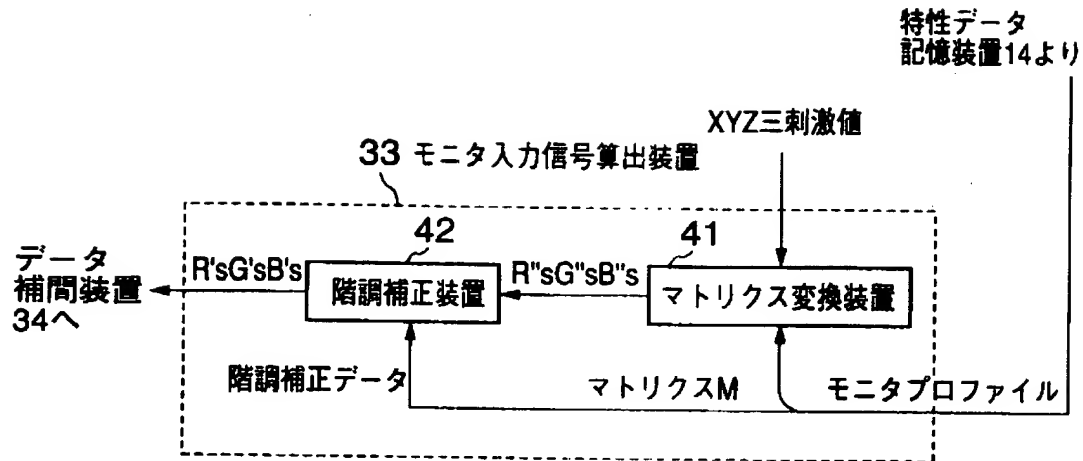 特性データ
記憶装置14より
XYZ三刺激値
33 モニタ入力信号算出装置
42
41
データ
補間装置
34へ
R'sG'sB's
階調補正装置
R"sG"sB"s
マトリクス変換装置
階調補正データ
マトリクスM
モニタプロファイル